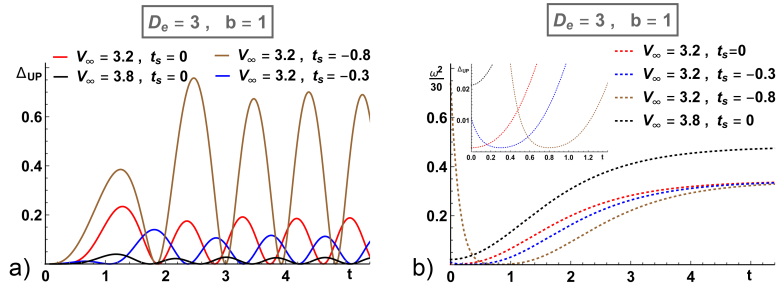 D_e = 3 , b = 1
V_∞ = 3.2 , t_s = 0
V_∞ = 3.2 , t_s = −0.8
V_∞ = 3.8 , t_s = 0
V_∞ = 3.2 , t_s = −0.3
Δ_UP
0.6
0.4
0.2
0 1 2 3 4 t
a)
D_e = 3 , b = 1
V_∞ = 3.2 , t_s=0
V_∞ = 3.2 , t_s = −0.3
V_∞ = 3.2 , t_s = −0.8
V_∞ = 3.8 , t_s = 0
ω²/30
Δ_UP
0.02
0.01
0.0 0.2 0.4 0.6 0.8 1.0 1.2
0.6
0.4
0.2
0 1 2 3 4 t
b)